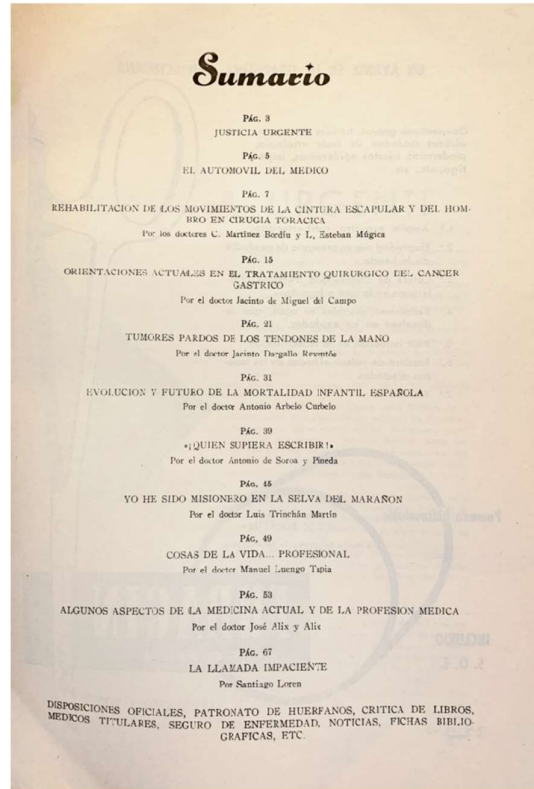 Sumario
PÁG. 3
JUSTICIA URGENTE
PÁG. 5
EL AUTOMOVIL DEL MEDICO
PÁG. 7
REHABILITACION DE LOS MOVIMIENTOS DE LA CINTURA ESCAPULAR Y DEL HOM-
BRO EN CIRUGIA TORACICA
Por los doctores C. Martínez Bordíu y L. Esteban Múgica
PÁG. 15
ORIENTACIONES ACTUALES EN EL TRATAMIENTO QUIRURGICO DEL CANCER
GASTRICO
Por el doctor Jacinto de Miguel del Campo
PÁG. 21
TUMORES PARDOS DE LOS TENDONES DE LA MANO
Por el doctor Jacinto Dargallo Reventós
PÁG. 31
EVOLUCION Y FUTURO DE LA MORTALIDAD INFANTIL ESPAÑOLA
Por el doctor Antonio Arbelo Curbelo
PÁG. 39
«¡QUIEN SUPIERA ESCRIBIR!»
Por el doctor Antonio de Soroa y Pineda
PÁG. 45
YO HE SIDO MISIONERO EN LA SELVA DEL MARAÑON
Por el doctor Luis Trinchán Martín
PÁG. 49
COSAS DE LA VIDA... PROFESIONAL
Por el doctor Manuel Luengo Tapia
PÁG. 53
ALGUNOS ASPECTOS DE LA MEDICINA ACTUAL Y DE LA PROFESION MEDICA
Por el doctor José Alix y Alix
PÁG. 67
LA LLAMADA IMPACIENTE
Por Santiago Loren
DISPOSICIONES OFICIALES, PATRONATO DE HUERFANOS, CRITICA DE LIBROS,
MEDICOS TITULARES, SEGURO DE ENFERMEDAD, NOTICIAS, FICHAS BIBLIO-
GRAFICAS, ETC.